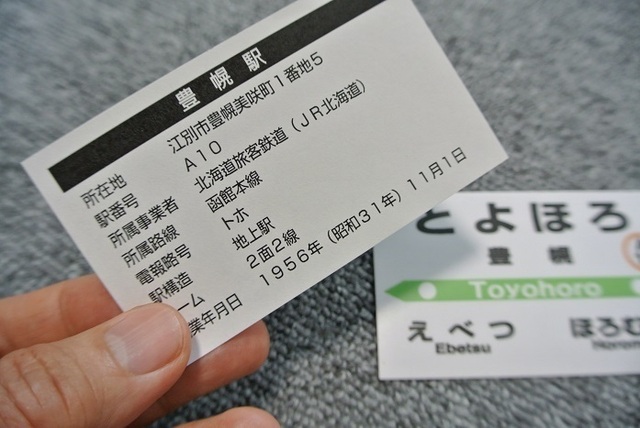 豊幌駅
所在地 江別市豊幌美咲町1番地5
駅番号 A10
所属事業者 北海道旅客鉄道(JR北海道)
所属路線 函館本線
電報略号 トホ
駅構造 地上駅
ーム 2面2線
業年月日 1956年(昭和31年)11月1日
とよほろ
豊幌
Toyohoro
えべつ ほろむ
Ebetsu